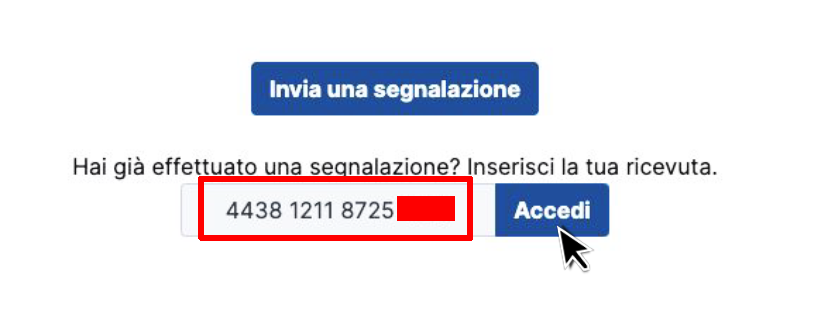 Invia una segnalazione
Hai già effettuato una segnalazione? Inserisci la tua ricevuta.
4438 1211 8725
Accedi